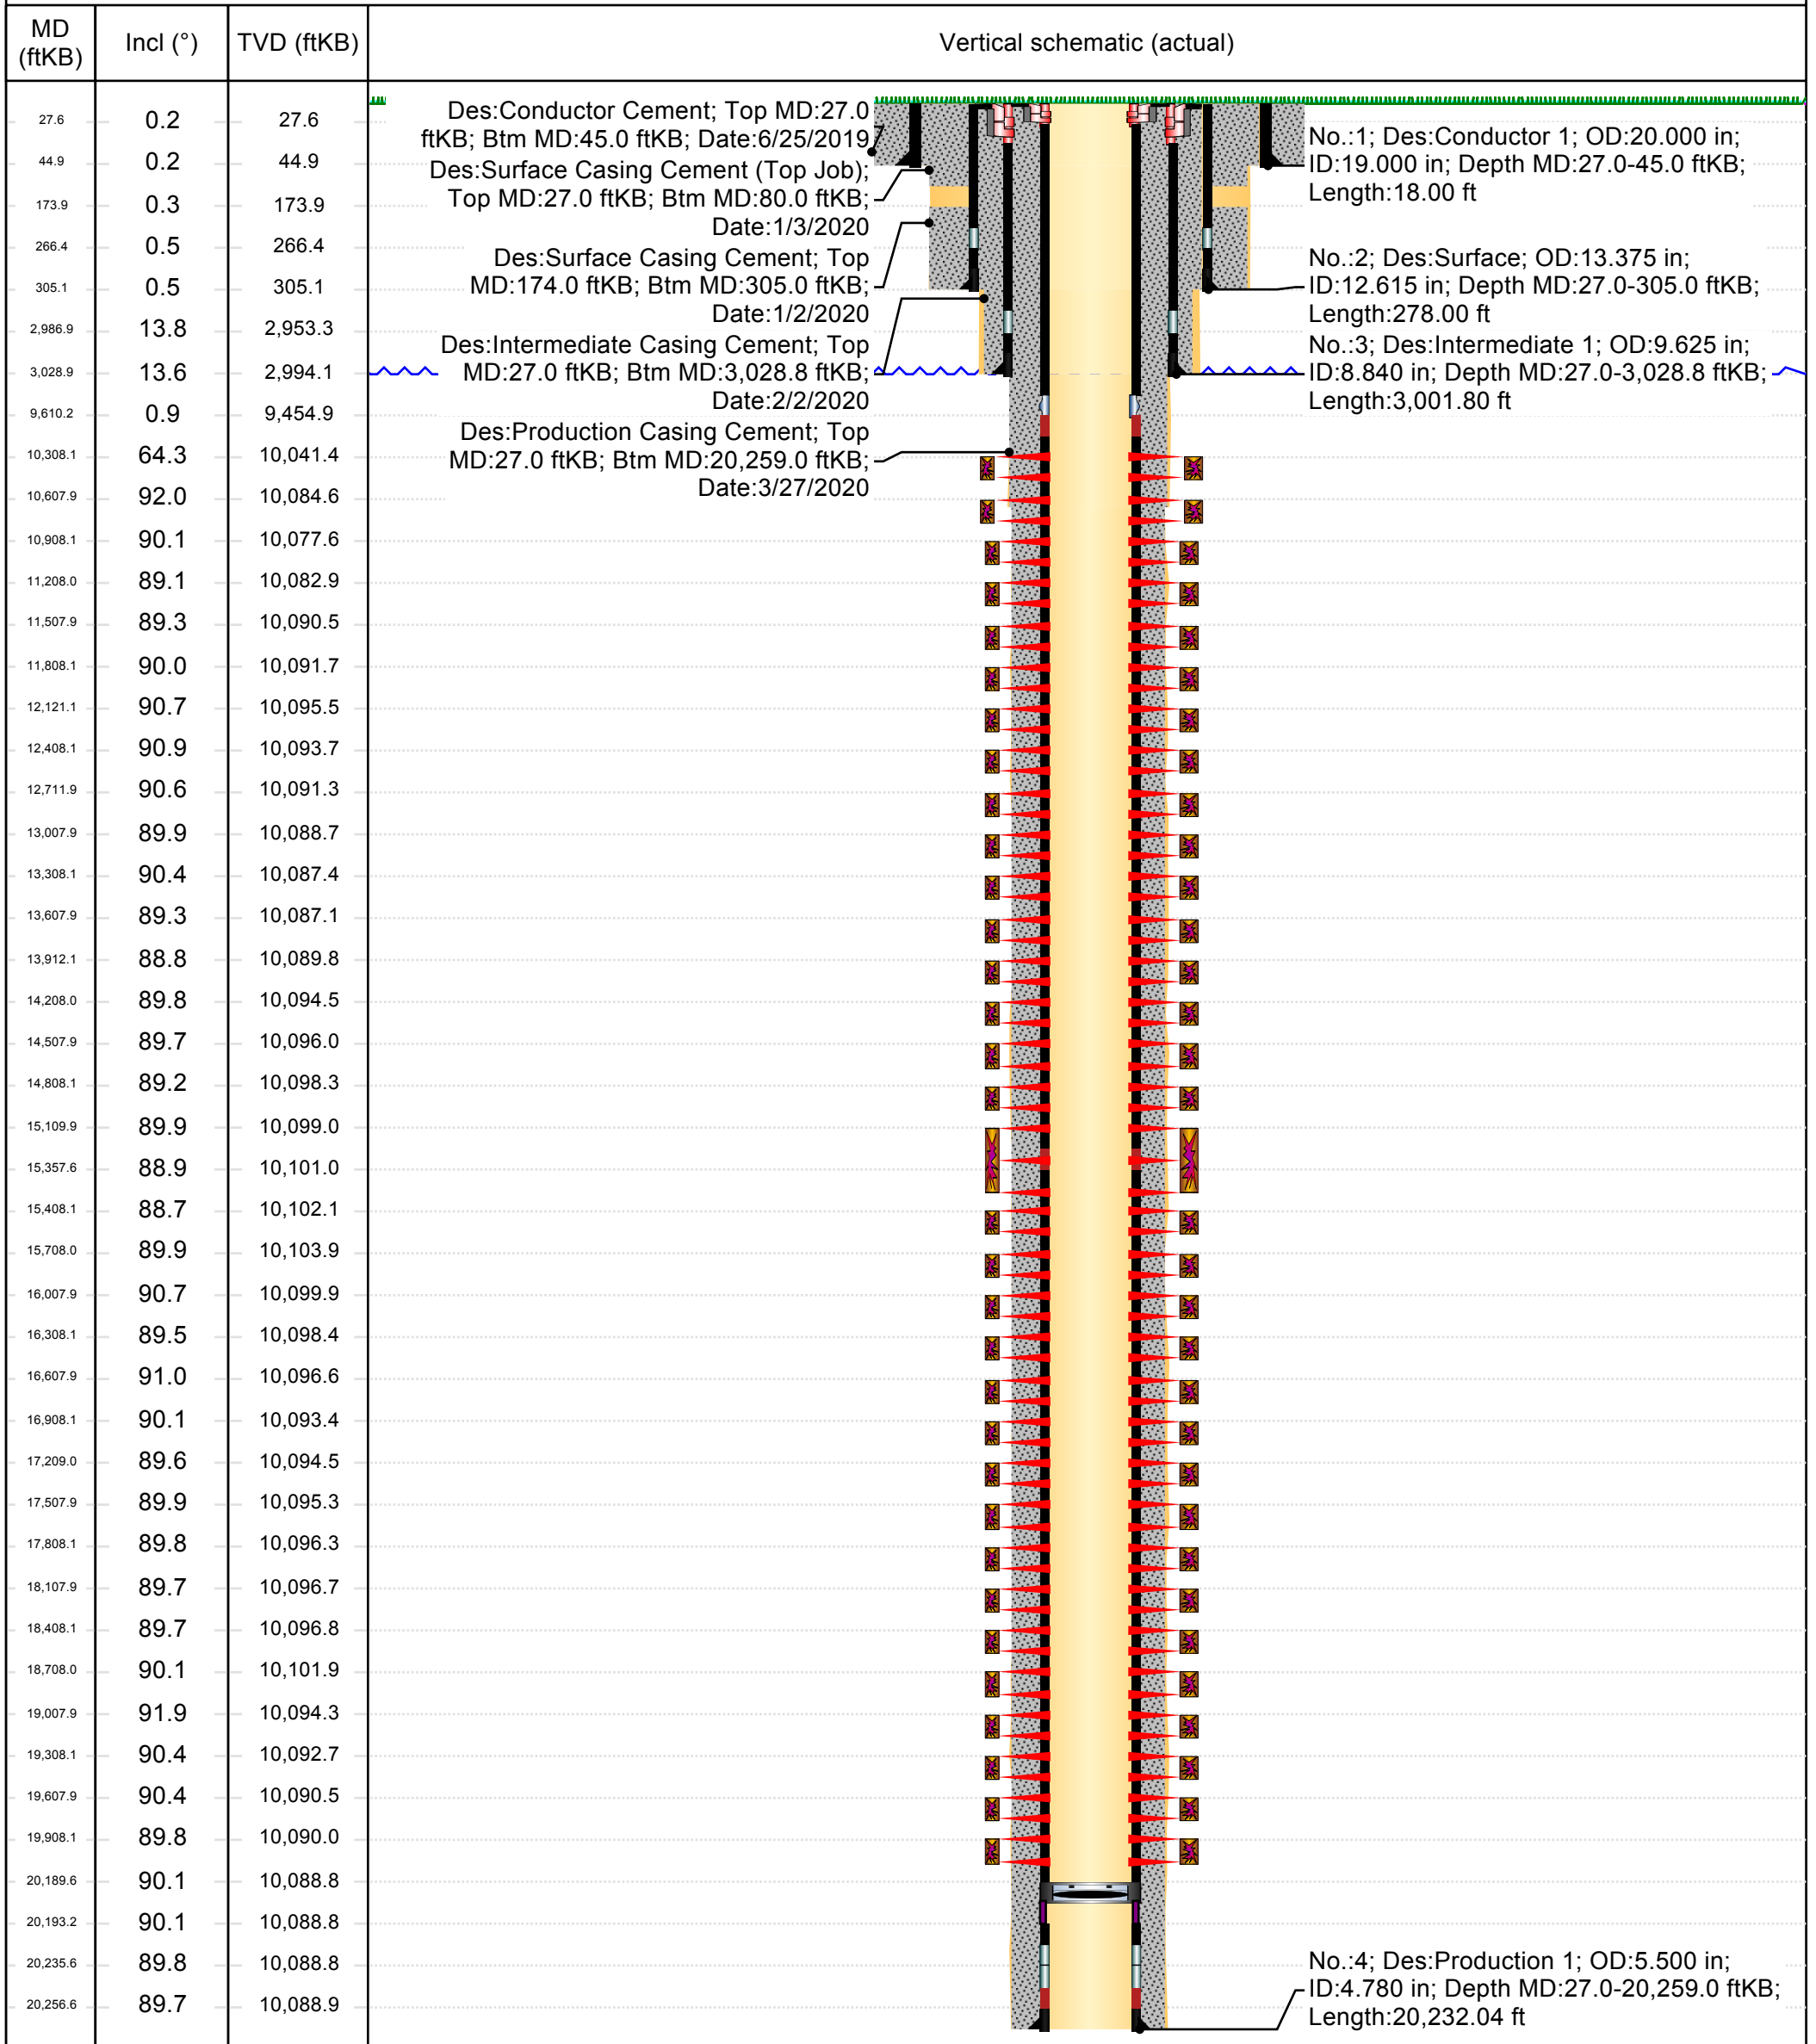 MD
(ftKB)
Incl (°)
TVD (ftKB)
Vertical schematic (actual)
27.6 0.2 27.6
44.9 0.2 44.9
173.9 0.3 173.9
266.4 0.5 266.4
305.1 0.5 305.1
2,986.9 13.8 2,953.3
3,028.9 13.6 2,994.1
9,610.2 0.9 9,454.9
10,308.1 64.3 10,041.4
10,607.9 92.0 10,084.6
10,908.1 90.1 10,077.6
11,208.0 89.1 10,082.9
11,507.9 89.3 10,090.5
11,808.1 90.0 10,091.7
12,121.1 90.7 10,095.5
12,408.1 90.9 10,093.7
12,711.9 90.6 10,091.3
13,007.9 89.9 10,088.7
13,308.1 90.4 10,087.4
13,607.9 89.3 10,087.1
13,912.1 88.8 10,089.8
14,208.0 89.8 10,094.5
14,507.9 89.7 10,096.0
14,808.1 89.2 10,098.3
15,109.9 89.9 10,099.0
15,357.6 88.9 10,101.0
15,408.1 88.7 10,102.1
15,708.0 89.9 10,103.9
16,007.9 90.7 10,099.9
16,308.1 89.5 10,098.4
16,607.9 91.0 10,096.6
16,908.1 90.1 10,093.4
17,209.0 89.6 10,094.5
17,507.9 89.9 10,095.3
17,808.1 89.8 10,096.3
18,107.9 89.7 10,096.7
18,408.1 89.7 10,096.8
18,708.0 90.1 10,101.9
19,007.9 91.9 10,094.3
19,308.1 90.4 10,092.7
19,607.9 90.4 10,090.5
19,908.1 89.8 10,090.0
20,189.6 90.1 10,088.8
20,193.2 90.1 10,088.8
20,235.6 89.8 10,088.8
20,256.6 89.7 10,088.9
Des:Conductor Cement; Top MD:27.0
ftKB; Btm MD:45.0 ftKB; Date:6/25/2019
Des:Surface Casing Cement (Top Job);
Top MD:27.0 ftKB; Btm MD:80.0 ftKB;
Date:1/3/2020
Des:Surface Casing Cement; Top
MD:174.0 ftKB; Btm MD:305.0 ftKB;
Date:1/2/2020
Des:Intermediate Casing Cement; Top
MD:27.0 ftKB; Btm MD:3,028.8 ftKB;
Date:2/2/2020
Des:Production Casing Cement; Top
MD:27.0 ftKB; Btm MD:20,259.0 ftKB;
Date:3/27/2020
No.:1; Des:Conductor 1; OD:20.000 in;
ID:19.000 in; Depth MD:27.0-45.0 ftKB;
Length:18.00 ft
No.:2; Des:Surface; OD:13.375 in;
ID:12.615 in; Depth MD:27.0-305.0 ftKB;
Length:278.00 ft
No.:3; Des:Intermediate 1; OD:9.625 in;
ID:8.840 in; Depth MD:27.0-3,028.8 ftKB;
Length:3,001.80 ft
No.:4; Des:Production 1; OD:5.500 in;
ID:4.780 in; Depth MD:27.0-20,259.0 ftKB;
Length:20,232.04 ft